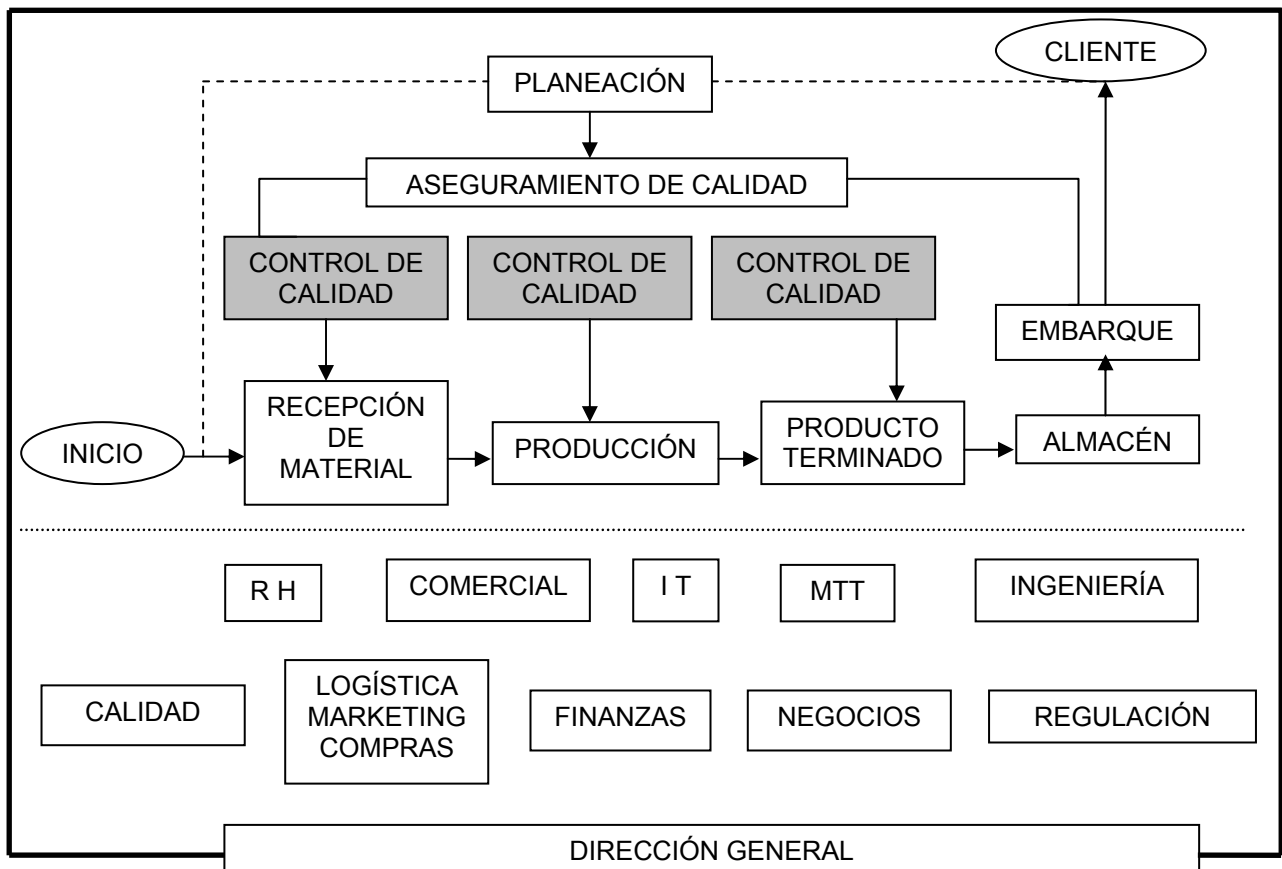 CLIENTE
PLANEACIÓN
ASEGURAMIENTO DE CALIDAD
CONTROL DE
CALIDAD
CONTROL DE
CALIDAD
CONTROL DE
CALIDAD
EMBARQUE
INICIO
RECEPCIÓN
DE
MATERIAL
PRODUCCIÓN
PRODUCTO
TERMINADO
ALMACÉN
R H
COMERCIAL
I T
MTT
INGENIERÍA
CALIDAD
LOGÍSTICA
MARKETING
COMPRAS
FINANZAS
NEGOCIOS
REGULACIÓN
DIRECCIÓN GENERAL